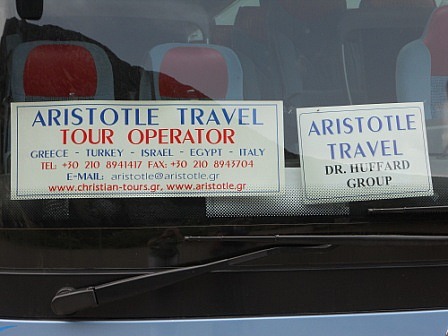 ARISTOTLE TRAVEL
TOUR OPERATOR
GREECE - TURKEY - ISRAEL - EGYPT - ITALY
TEL: +30 210 8941417 FAX: +30 210 8943704
E-MAIL: aristotle@aristotle.gr
www.christian-tours.gr, www.aristotle.gr
ARISTOTLE
TRAVEL
DR. HUFFARD
GROUP